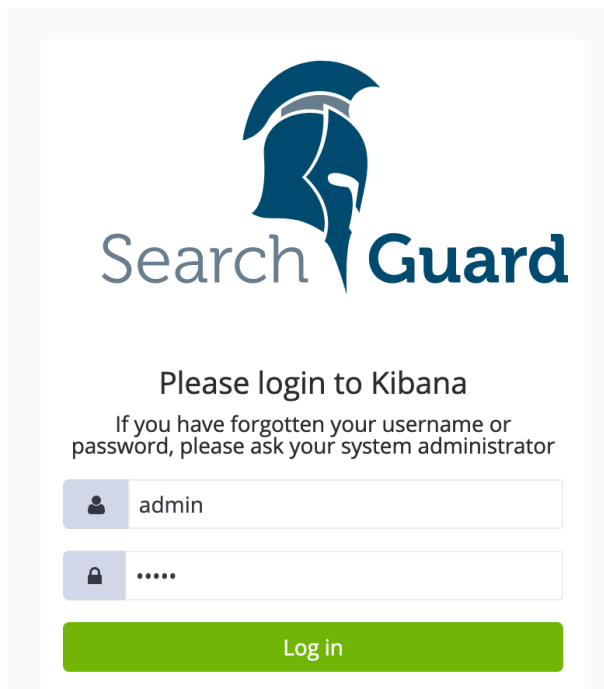 Search Guard
Please login to Kibana
If you have forgotten your username or
password, please ask your system administrator
admin
•••••
Log in